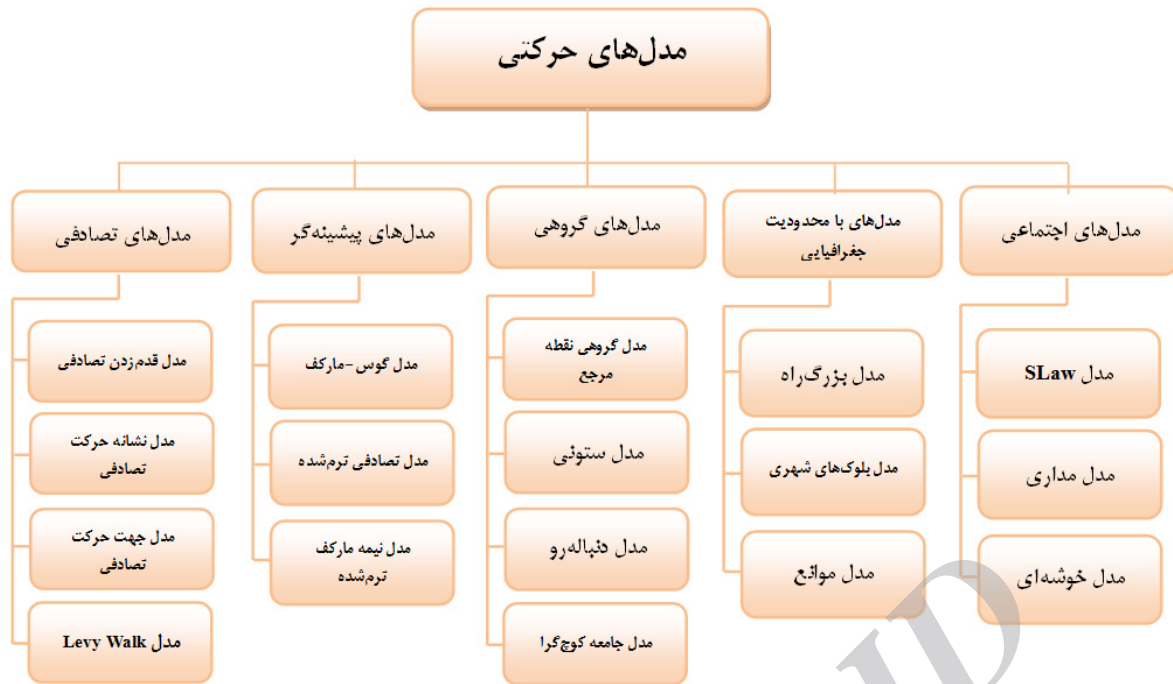 مدل‌های حرکتی
مدل‌های اجتماعی
مدل SLaw
مدل مداری
مدل خوشه‌ای
مدل‌های با محدودیت
جغرافیایی
مدل بزرگ‌راه
مدل بلوک‌های شهری
مدل موانع
مدل‌های گروهی
مدل گروهی نقطه
مرجع
مدل ستونی
مدل دنباله‌رو
مدل جامعه کوچ‌گرا
مدل‌های پیشینه‌گر
مدل گوس-مارکف
مدل تصادفی ترم‌شده
مدل نیمه مارکف
ترم‌شده
مدل‌های تصادفی
مدل قدم‌زدن تصادفی
مدل نشانه حرکت
تصادفی
مدل جهت حرکت
تصادفی
مدل Levy Walk